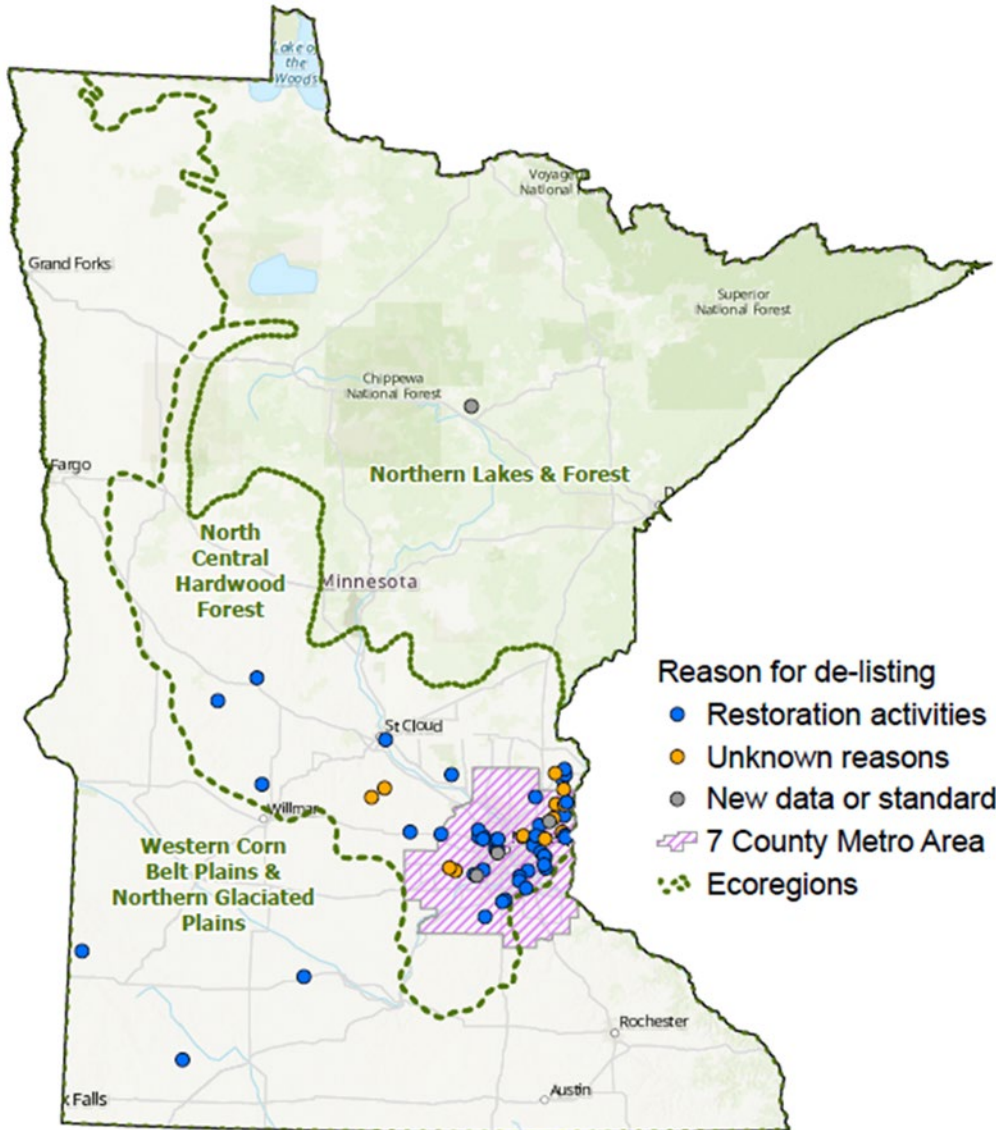 Lake of
the
Woods
Voyage
National
Grand Forks
Superior
National Forest
Chippewa
National Forest
Fargo
Northern Lakes & Forest
D
North
Central
Hardwood
Forest
Minnesota
St Cloud
Willmar
Western Corn
Belt Plains &
Northern Glaciated
Plains
Reason for de-listing
Restoration activities
Unknown reasons
New data or standard
7 County Metro Area
Ecoregions
Rochester
Austin
Falls